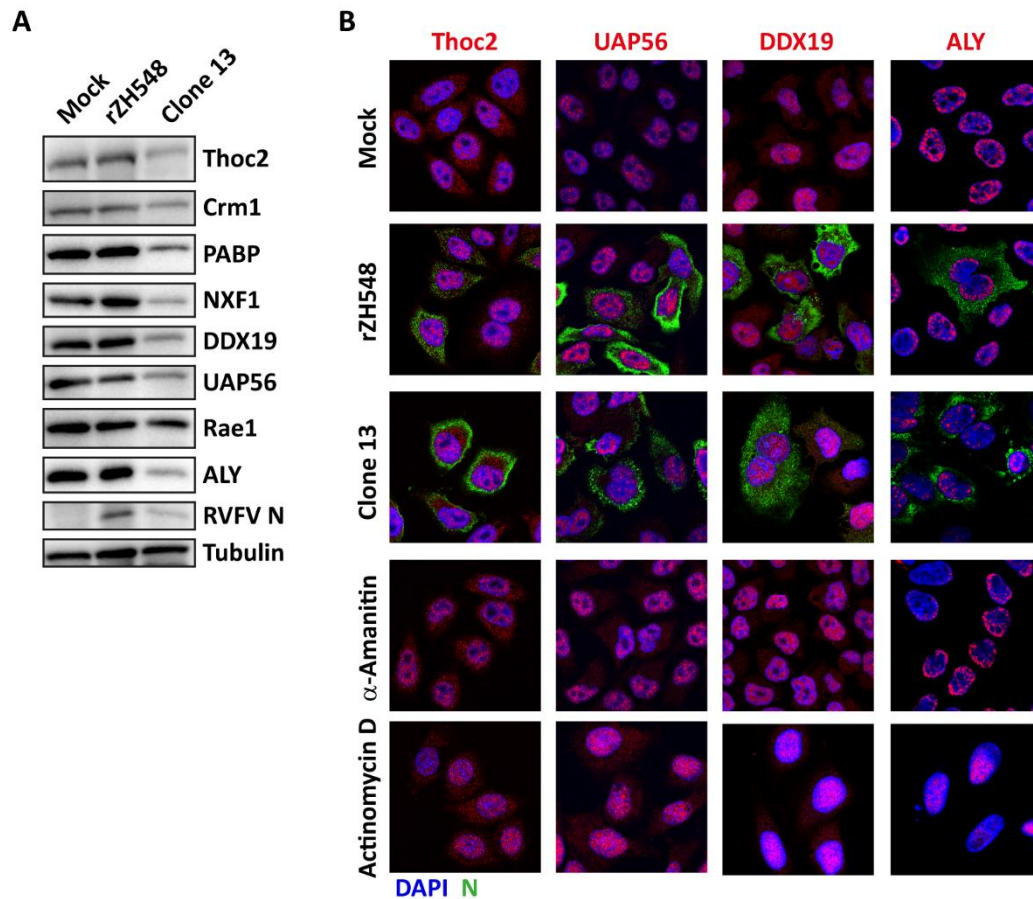 A
Mock
rZH548
Clone 13
Thoc2
Crm1
PABP
NXF1
DDX19
UAP56
Rae1
ALY
RVFV N
Tubulin
B
Thoc2 UAP56 DDX19 ALY
Mock
rZH548
Clone 13
α-Amanitin
Actinomycin D
DAPI N